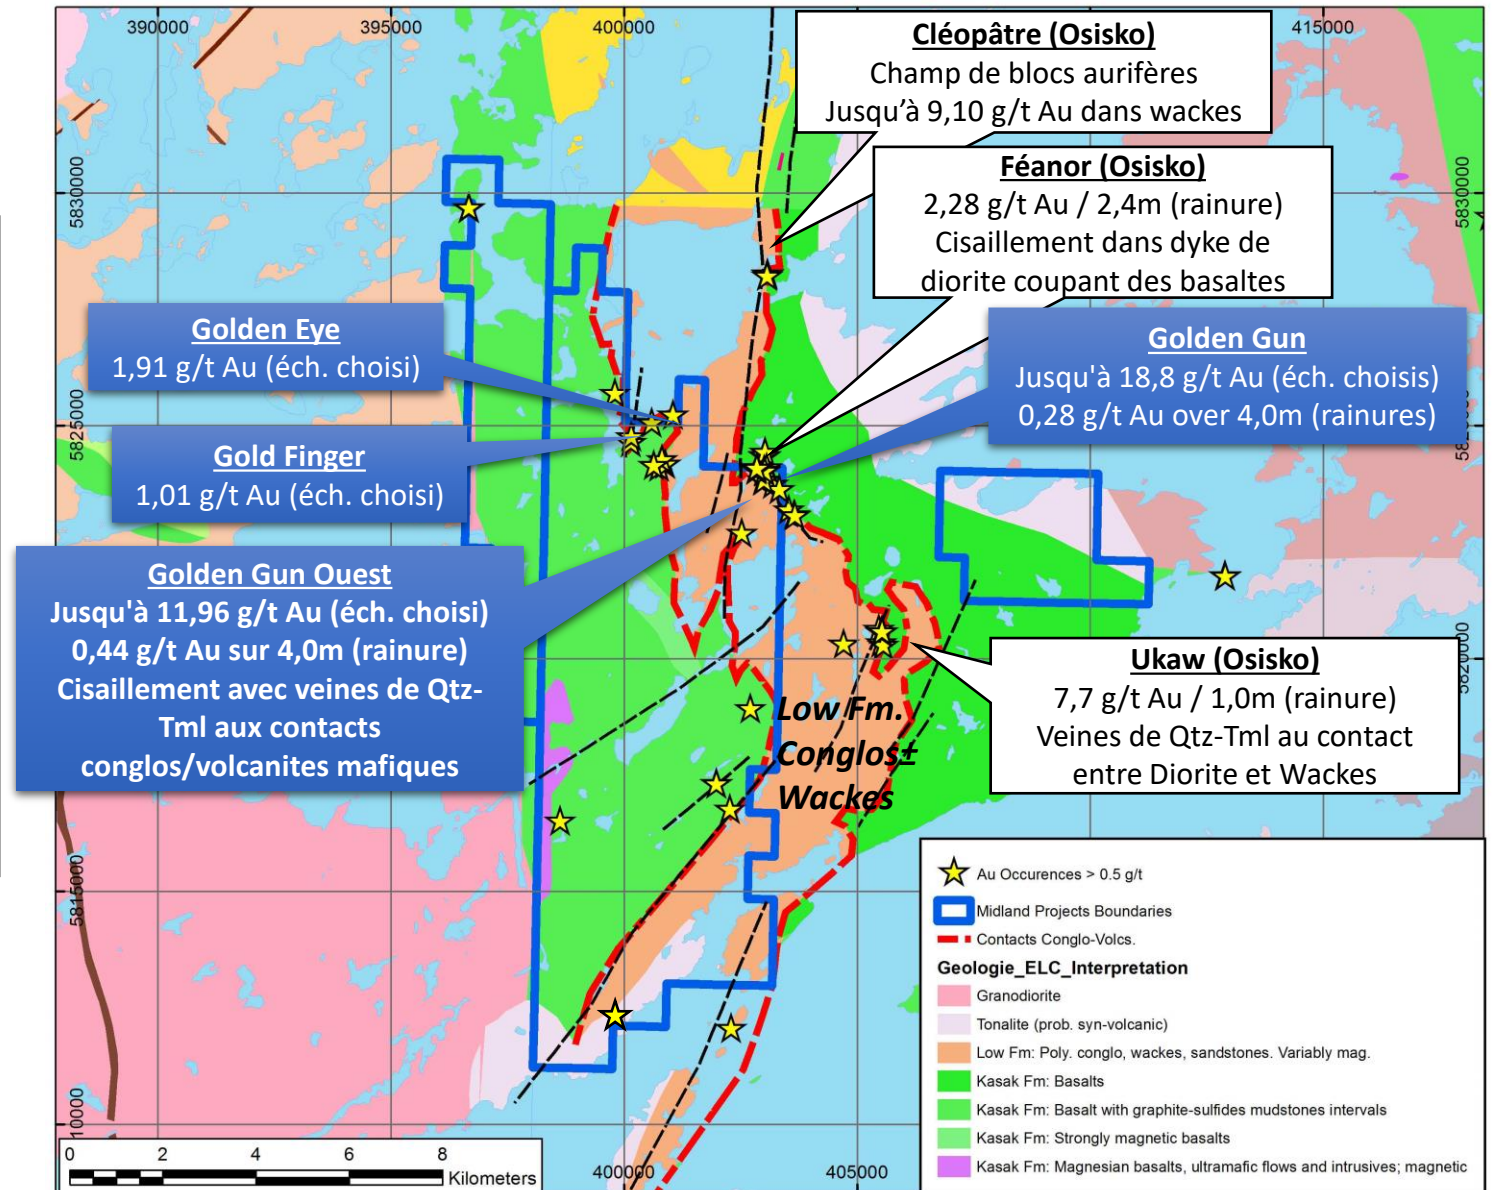 390000
395000
400000
415000
Cléopâtre (Osisko)
Champ de blocs aurifères
Jusqu'à 9,10 g/t Au dans wackes
Féanor (Osisko)
2,28 g/t Au / 2,4m (rainure)
Cisaillement dans dyke de
diorite coupant des basaltes
5830000
5830000
Golden Eye
1,91 g/t Au (éch. choisi)
Golden Gun
Jusqu'à 18,8 g/t Au (éch. choisis)
0,28 g/t Au over 4,0m (rainures)
5825000
Gold Finger
1,01 g/t Au (éch. choisi)
Golden Gun Ouest
Jusqu'à 11,96 g/t Au (éch. choisi)
0,44 g/t Au sur 4,0m (rainure)
Cisaillement avec veines de Qtz-
Tml aux contacts
conglos/volcanites mafiques
Ukaw (Osisko)
7,7 g/t Au / 1,0m (rainure)
Veines de Qtz-Tml au contact
entre Diorite et Wackes
5820000
Low Fm.
Conglos±
Wackes
5815000
Au Occurences > 0.5 g/t
Midland Projects Boundaries
Contacts Conglo-Volcs.
Geologie_ELC_Interpretation
Granodiorite
Tonalite (prob. syn-volcanic)
Low Fm: Poly. conglo, wackes, sandstones. Variably mag.
Kasak Fm: Basalts
Kasak Fm: Basalt with graphite-sulfides mudstones intervals
Kasak Fm: Strongly magnetic basalts
Kasak Fm: Magnesian basalts, ultramafic flows and intrusives; magnetic
10000
0 2 4 6 8
Kilometers
400000
405000